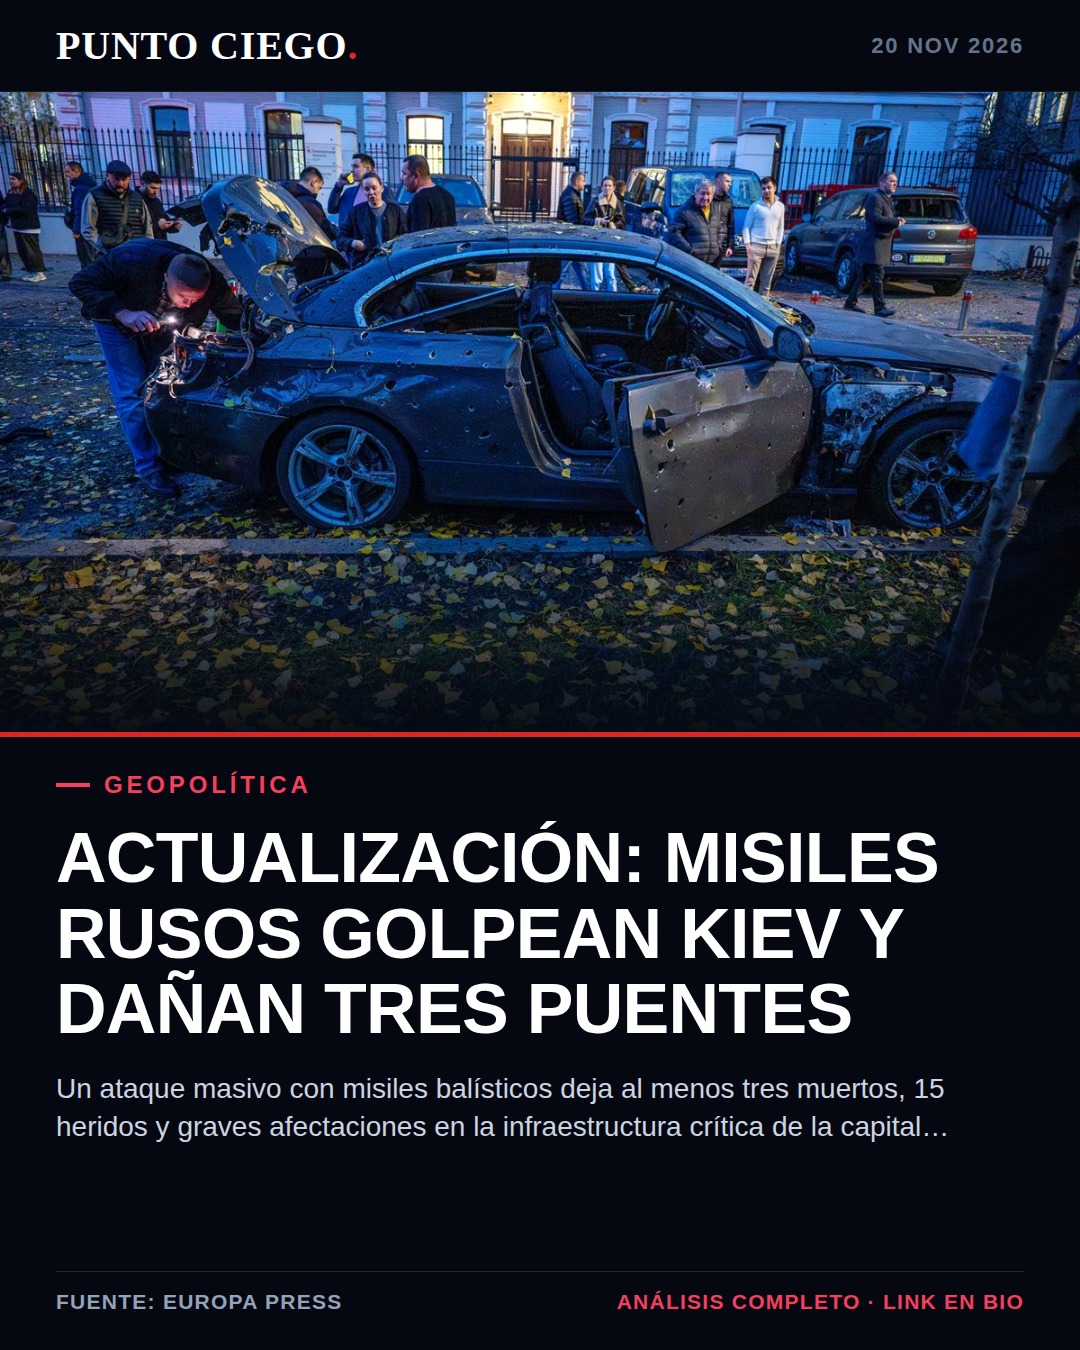 PUNTO CIEGO.
20 NOV 2026
GEOPOLÍTICA
ACTUALIZACIÓN: MISILES
RUSOS GOLPEAN KIEV Y
DAÑAN TRES PUENTES
Un ataque masivo con misiles balísticos deja al menos tres muertos, 15
heridos y graves afectaciones en la infraestructura crítica de la capital…
FUENTE: EUROPA PRESS
ANÁLISIS COMPLETO · LINK EN BIO